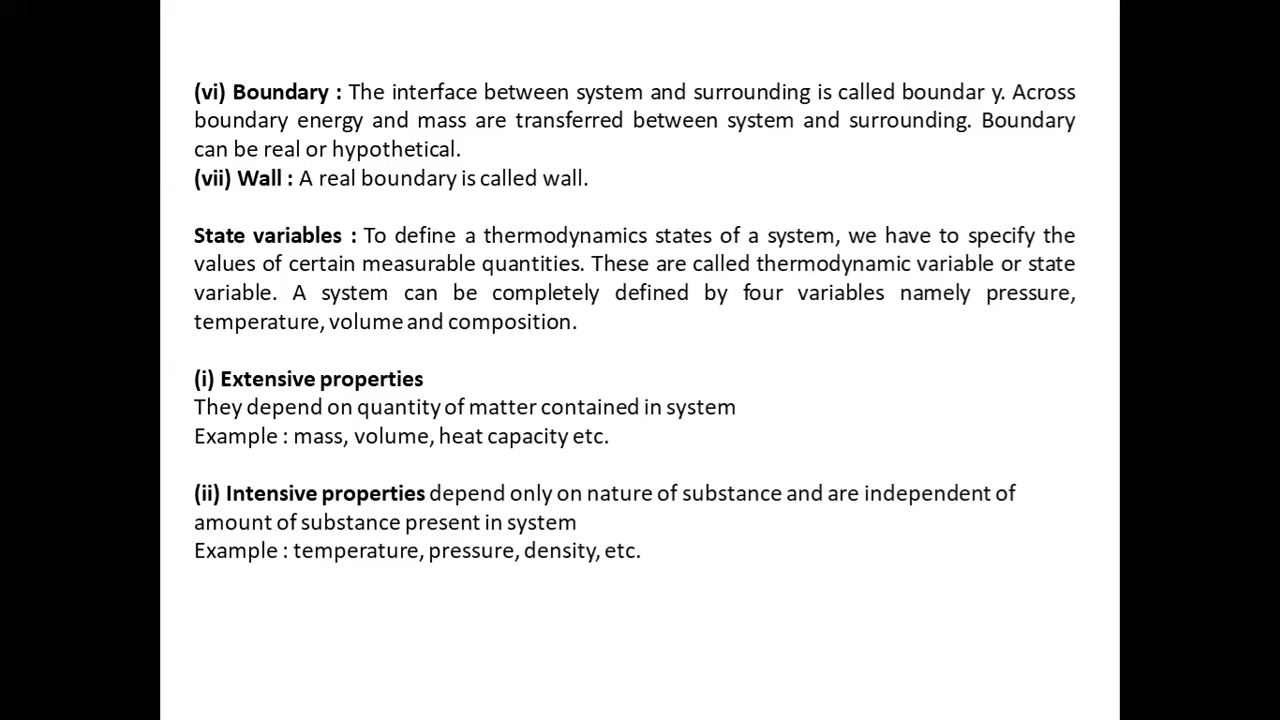 (vi) Boundary : The interface between system and surrounding is called boundar y. Across
boundary energy and mass are transferred between system and surrounding. Boundary
can be real or hypothetical.
(vii) Wall : A real boundary is called wall.
State variables : To define a thermodynamics states of a system, we have to specify the
values of certain measurable quantities. These are called thermodynamic variable or state
variable. A system can be completely defined by four variables namely pressure,
temperature, volume and composition.
(i) Extensive properties
They depend on quantity of matter contained in system
Example : mass, volume, heat capacity etc.
(ii) Intensive properties depend only on nature of substance and are independent of
amount of substance present in system
Example : temperature, pressure, density, etc.